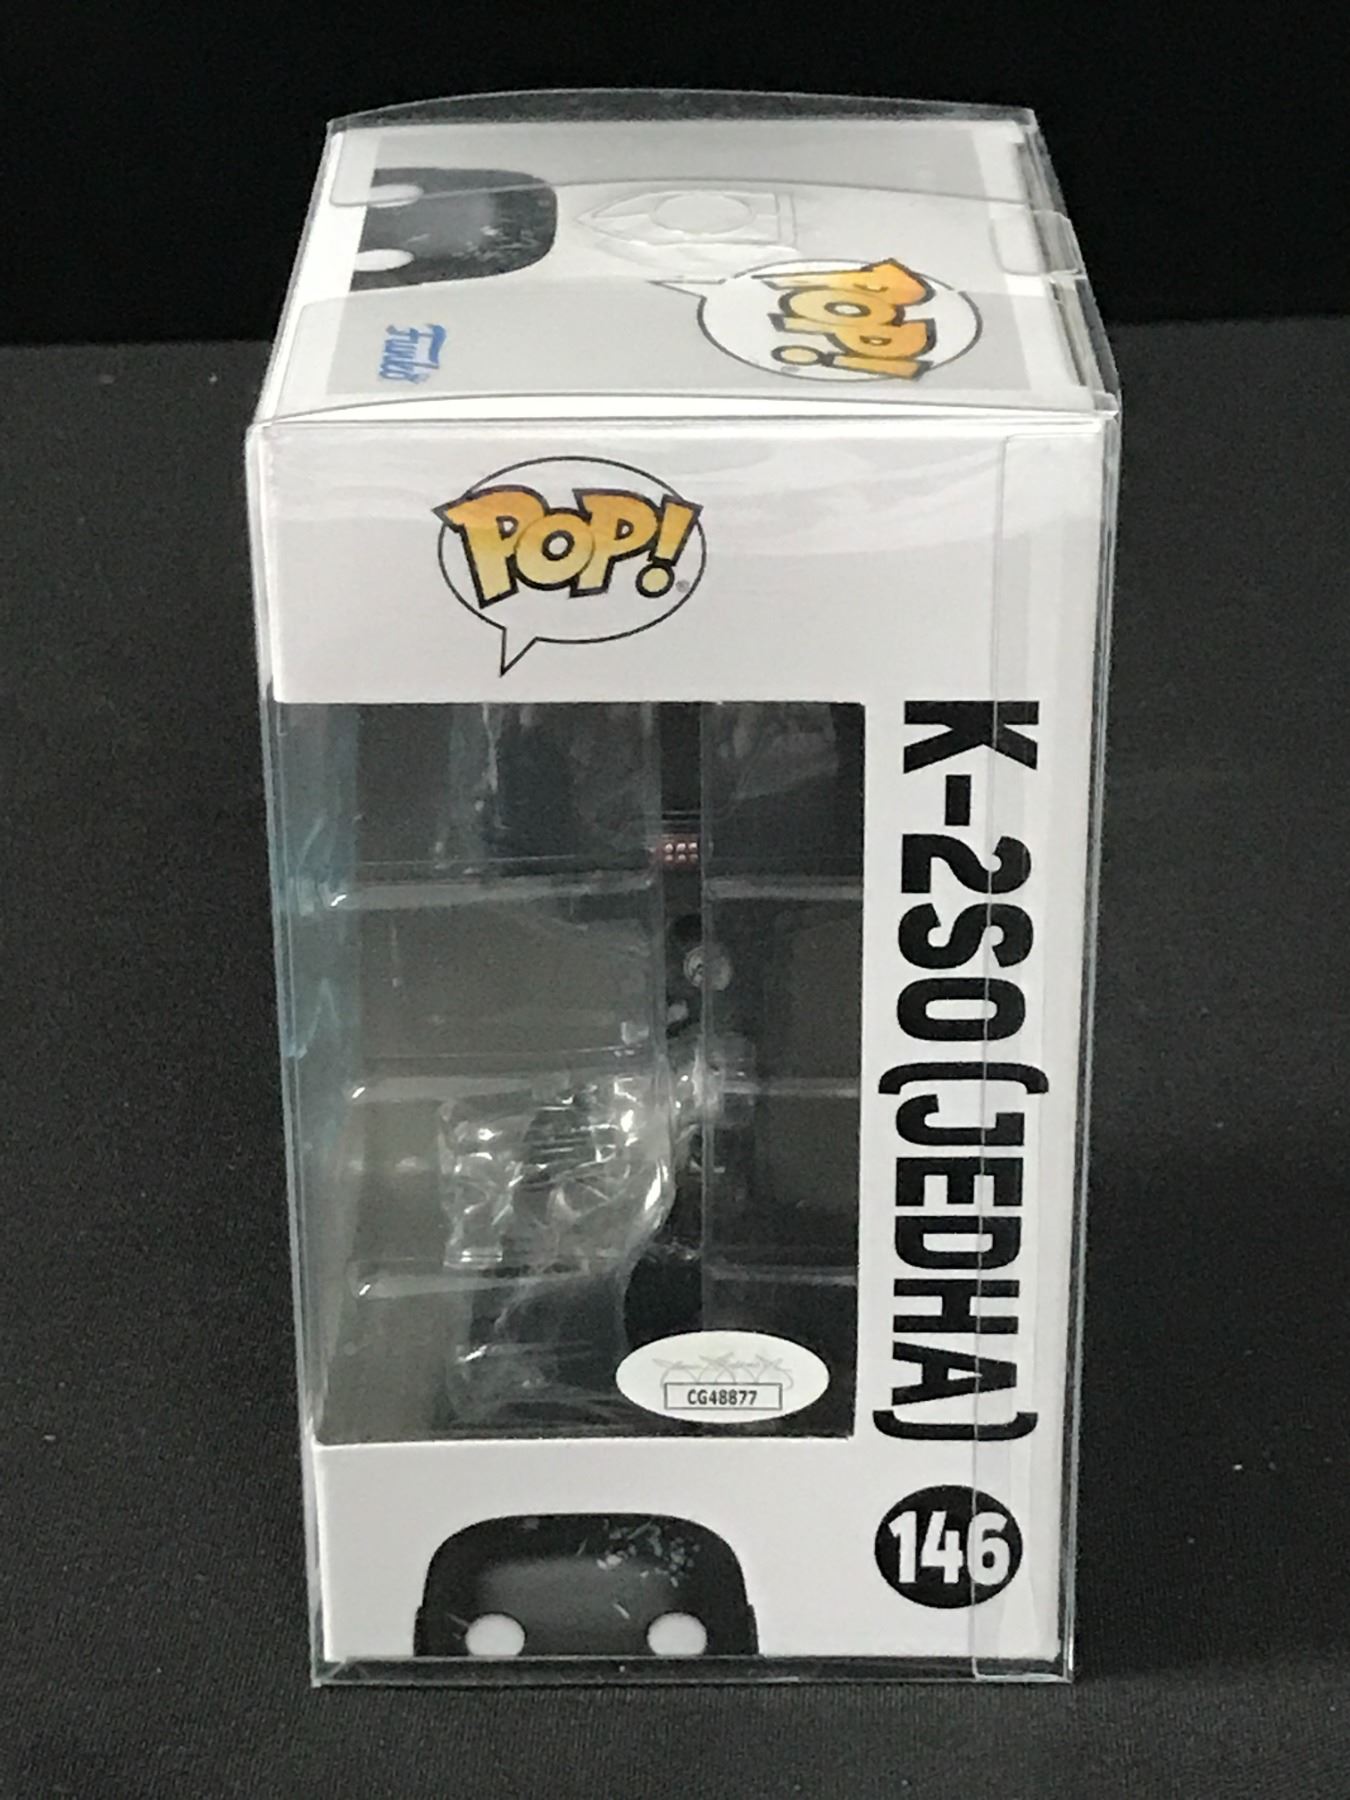 POP!
Funko
POP!
K-2SO (JEDHA)
146
CG48877